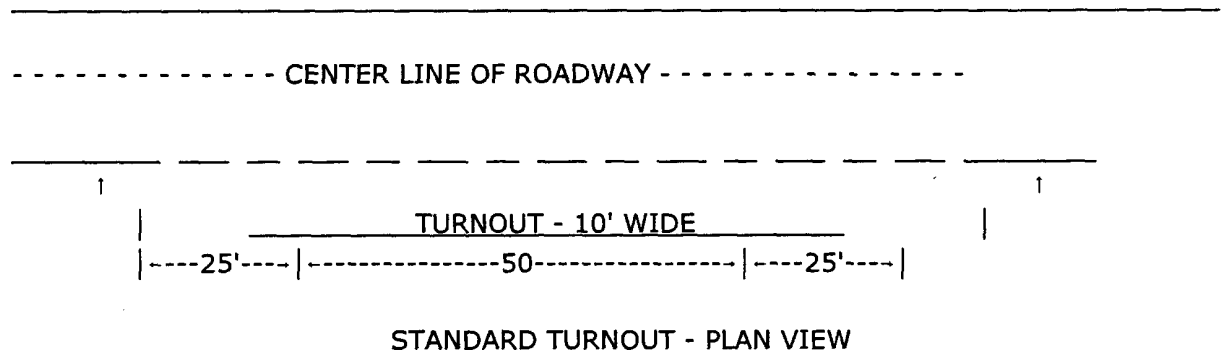 - - - - - - - - - - - - - CENTER LINE OF ROADWAY - - - - - - - - - - - - - - -
↑ ↑
TURNOUT - 10' WIDE
|←----25'----→|←----------------50----------------→|←----25'----→|
STANDARD TURNOUT - PLAN VIEW